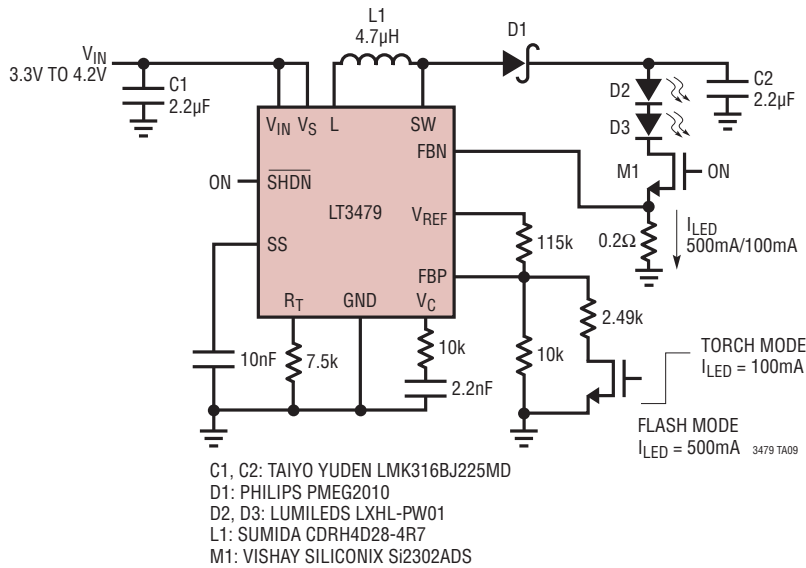 L1
4.7µH
D1
VIN
3.3V TO 4.2V
C1
2.2µF
D2
D3
C2
2.2µF
VIN
VS
L
SW
FBN
M1
ON
ON
SHDN
LT3479
VREF
ILED
500mA/100mA
0.2Ω
115k
SS
FBP
RT
GND
VC
2.49k
10nF
7.5k
10k
2.2nF
10k
TORCH MODE
ILED = 100mA
FLASH MODE
ILED = 500mA
3479 TA09
C1, C2: TAIYO YUDEN LMK316BJ225MD
D1: PHILIPS PMEG2010
D2, D3: LUMILEDS LXHL-PW01
L1: SUMIDA CDRH4D28-4R7
M1: VISHAY SILICONIX Si2302ADS